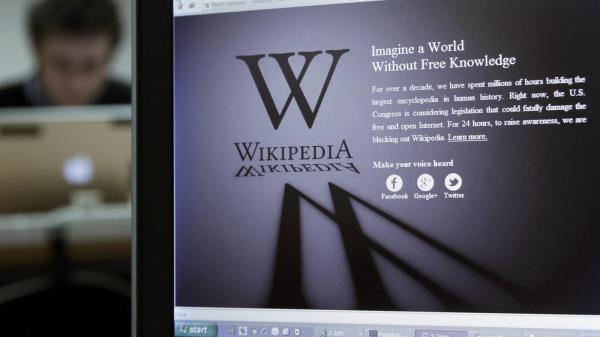 W
Imagine a World
Without Free Knowledge
For over a decade, we have spent millions of hours building the
largest encyclopedia in human history. Right now, the U.S.
Congress is considering legislation that could fatally damage the
free and open Internet. For 24 hours, to raise awareness, we are
blacking out Wikipedia. Learn more.
WIKIPEDIA
Make your voice heard
Facebook Google+ Twitter
start